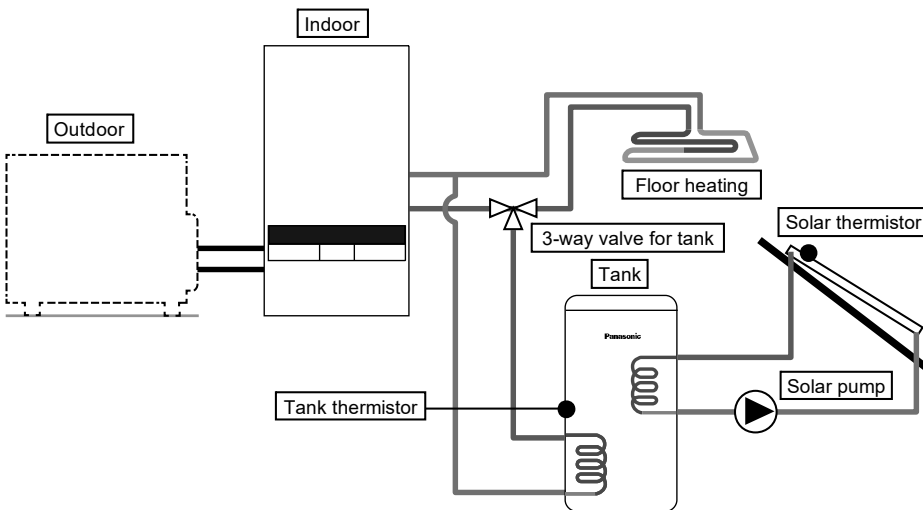 Indoor
Outdoor
Floor heating
Solar thermistor
3-way valve for tank
Tank
Panasonic
Solar pump
Tank thermistor